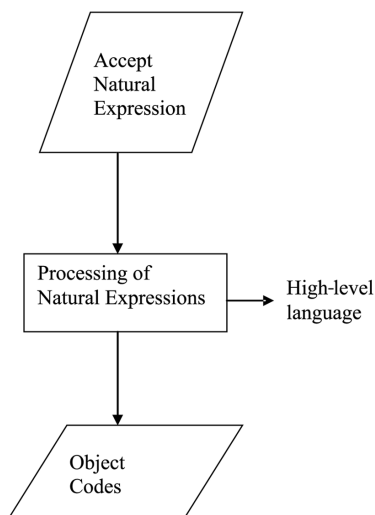 Accept
Natural
Expression
Processing of
Natural Expressions
High-level
language
Object
Codes